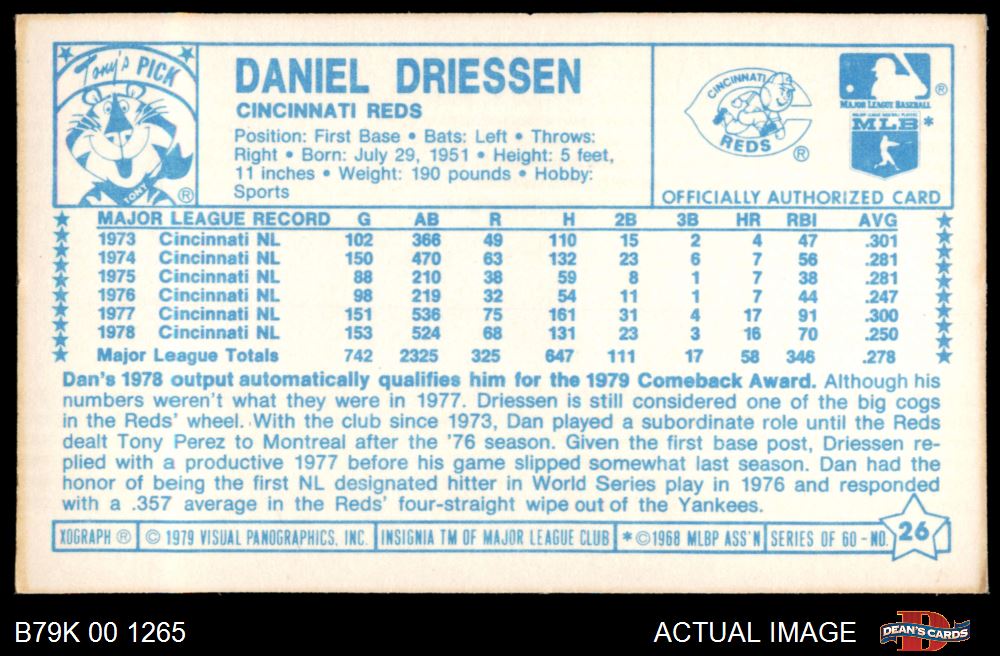 Tony's PICK
TONY
®
DANIEL DRIESSEN
CINCINNATI REDS
Position: First Base • Bats: Left • Throws:
Right • Born: July 29, 1951 • Height: 5 feet,
11 inches • Weight: 190 pounds • Hobby:
Sports
CINCINNATI
REDS
®
®
MAJOR LEAGUE BASEBALL
MAJOR LEAGUE BASEBALL PLAYERS
MLB *
OFFICIALLY AUTHORIZED CARD
MAJOR LEAGUE RECORD G AB R H 2B 3B HR RBI AVG
1973 Cincinnati NL 102 366 49 110 15 2 4 47 .301
1974 Cincinnati NL 150 470 63 132 23 6 7 56 .281
1975 Cincinnati NL 88 210 38 59 8 1 7 38 .281
1976 Cincinnati NL 98 219 32 54 11 1 7 44 .247
1977 Cincinnati NL 151 536 75 161 31 4 17 91 .300
1978 Cincinnati NL 153 524 68 131 23 3 16 70 .250
Major League Totals 742 2325 325 647 111 17 58 346 .278
Dan's 1978 output automatically qualifies him for the 1979 Comeback Award. Although his
numbers weren't what they were in 1977. Driessen is still considered one of the big cogs
in the Reds' wheel. With the club since 1973, Dan played a subordinate role until the Reds
dealt Tony Perez to Montreal after the '76 season. Given the first base post, Driessen re-
plied with a productive 1977 before his game slipped somewhat last season. Dan had the
honor of being the first NL designated hitter in World Series play in 1976 and responded
with a .357 average in the Reds' four-straight wipe out of the Yankees.
XOGRAPH ® © 1979 VISUAL PANOGRAPHICS, INC. INSIGNIA TM OF MAJOR LEAGUE CLUB * ©1968 MLBP ASS'N SERIES OF 60 - NO. 26
B79K 00 1265
ACTUAL IMAGE
DEAN'S CARDS